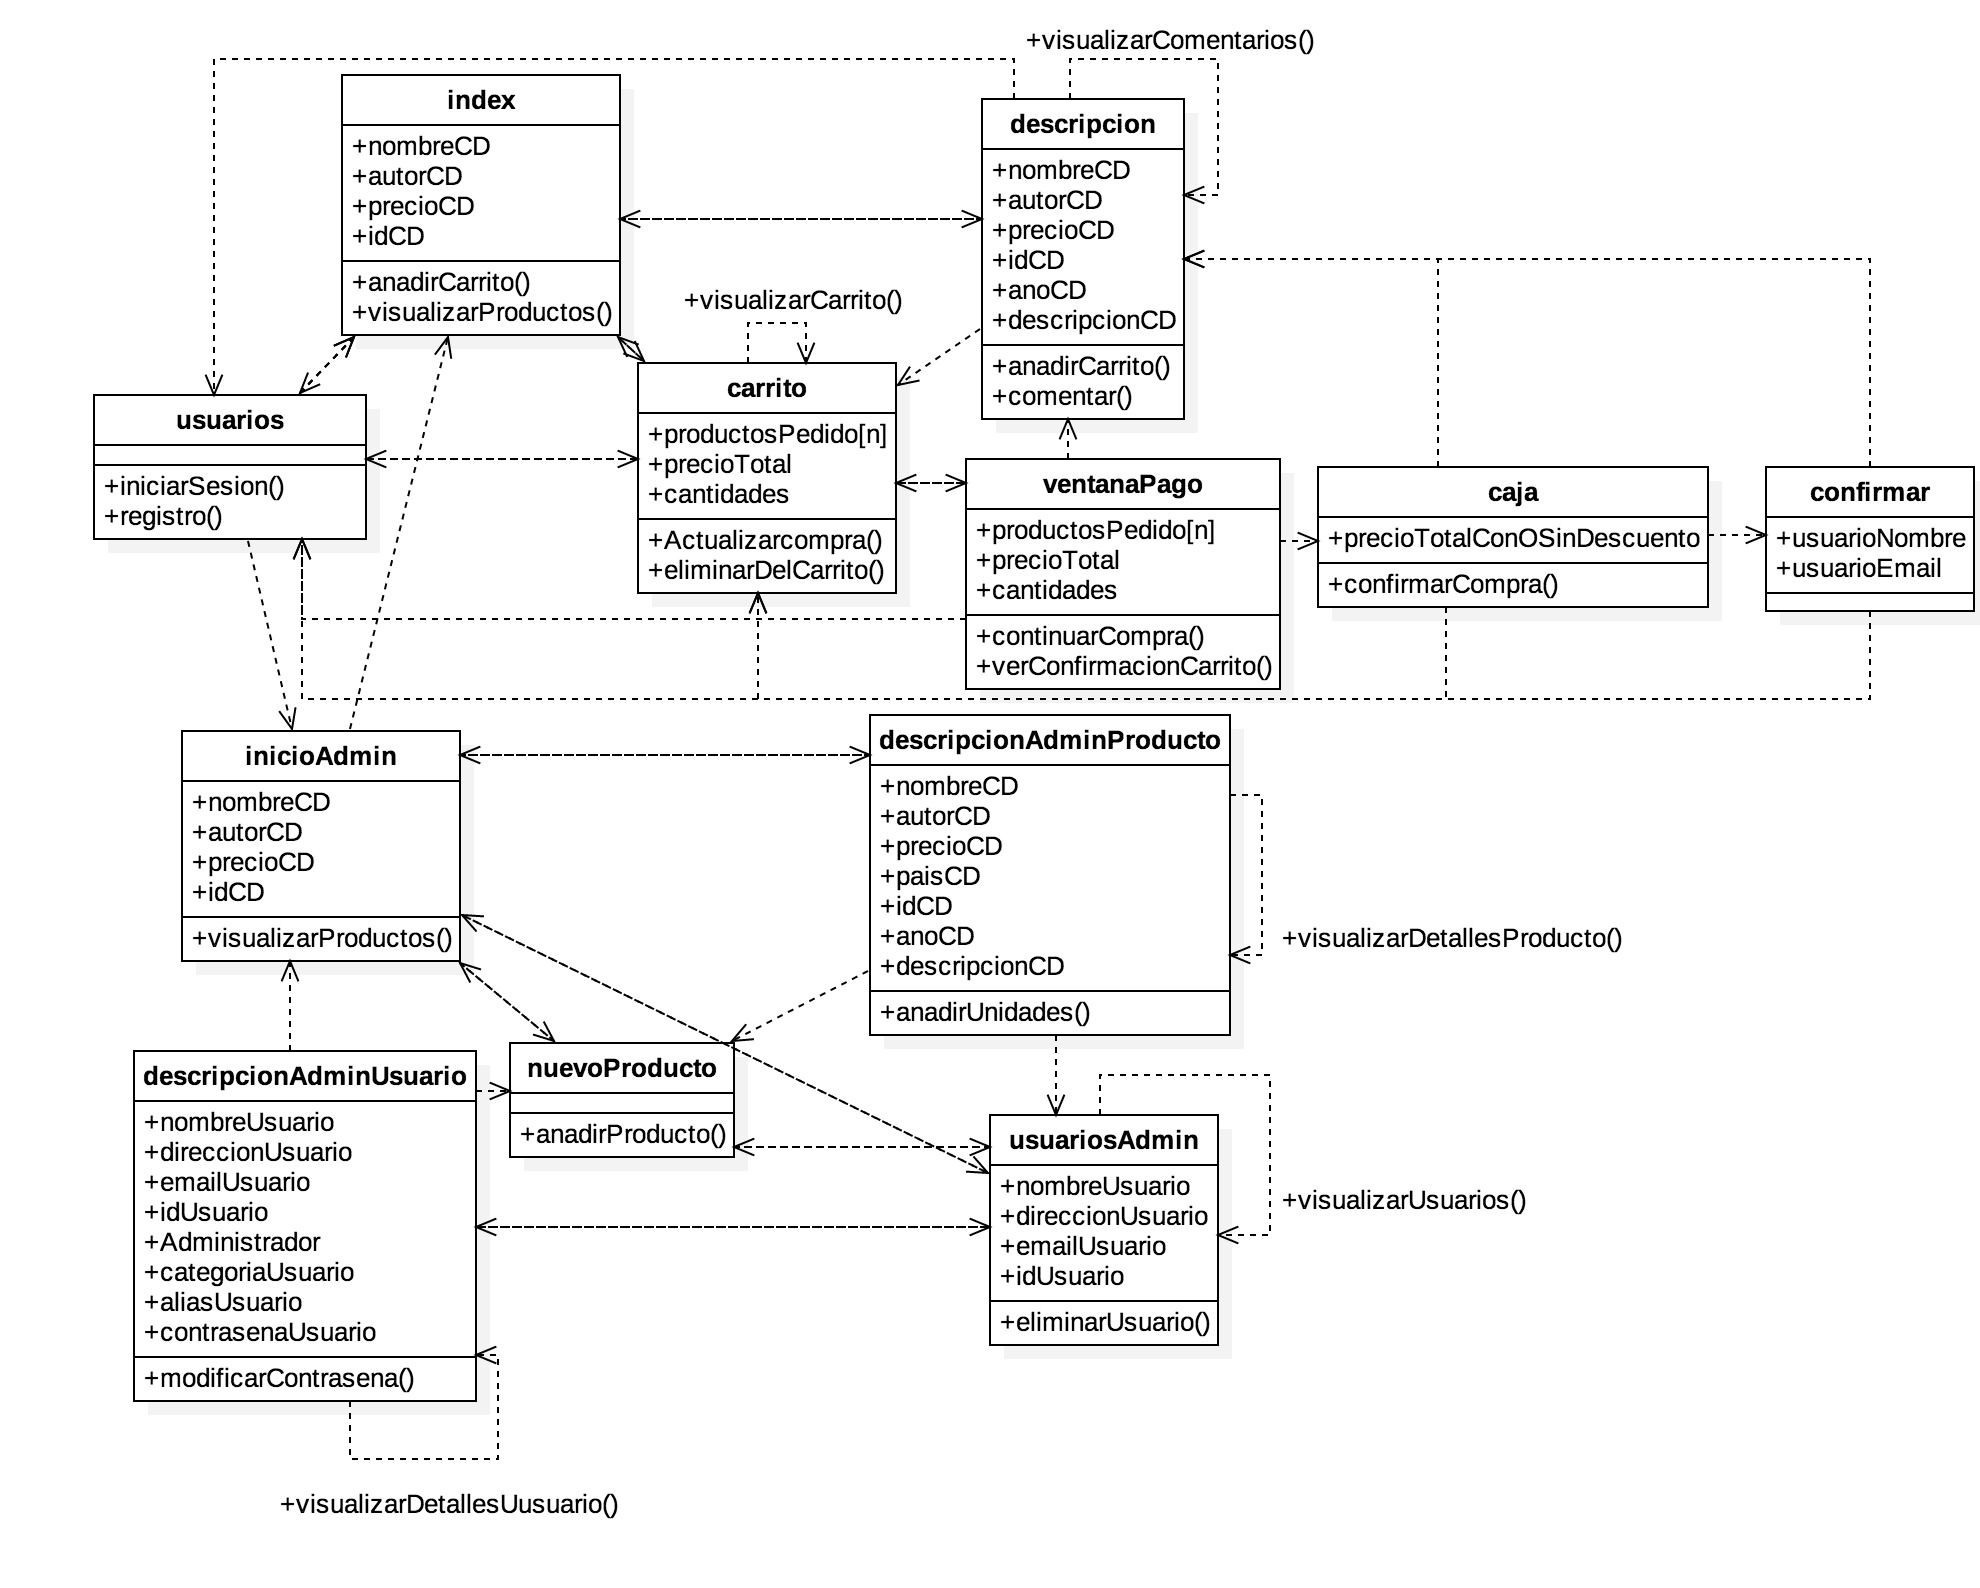 +visualizarComentarios()
index
+nombreCD
+autorCD
+precioCD
+idCD
+anadirCarrito()
+visualizarProductos()
descripcion
+nombreCD
+autorCD
+precioCD
+idCD
+anoCD
+descripcionCD
+anadirCarrito()
+comentar()
+visualizarCarrito()
usuarios
+iniciarSesion()
+registro()
carrito
+productosPedido[n]
+precioTotal
+cantidades
+Actualizarcompra()
+eliminarDelCarrito()
ventanaPago
+productosPedido[n]
+precioTotal
+cantidades
+continuarCompra()
+verConfirmacionCarrito()
caja
+precioTotalConOSinDescuento
+confirmarCompra()
confirmar
+usuarioNombre
+usuarioEmail
inicioAdmin
+nombreCD
+autorCD
+precioCD
+idCD
+visualizarProductos()
descripcionAdminProducto
+nombreCD
+autorCD
+precioCD
+paisCD
+idCD
+anoCD
+descripcionCD
+anadirUnidades()
+visualizarDetallesProducto()
descripcionAdminUsuario
+nombreUsuario
+direccionUsuario
+emailUsuario
+idUsuario
+Administrador
+categoriaUsuario
+aliasUsuario
+contrasenaUsuario
+modificarContrasena()
nuevoProducto
+anadirProducto()
usuariosAdmin
+nombreUsuario
+direccionUsuario
+emailUsuario
+idUsuario
+eliminarUsuario()
+visualizarUsuarios()
+visualizarDetallesUusuario()